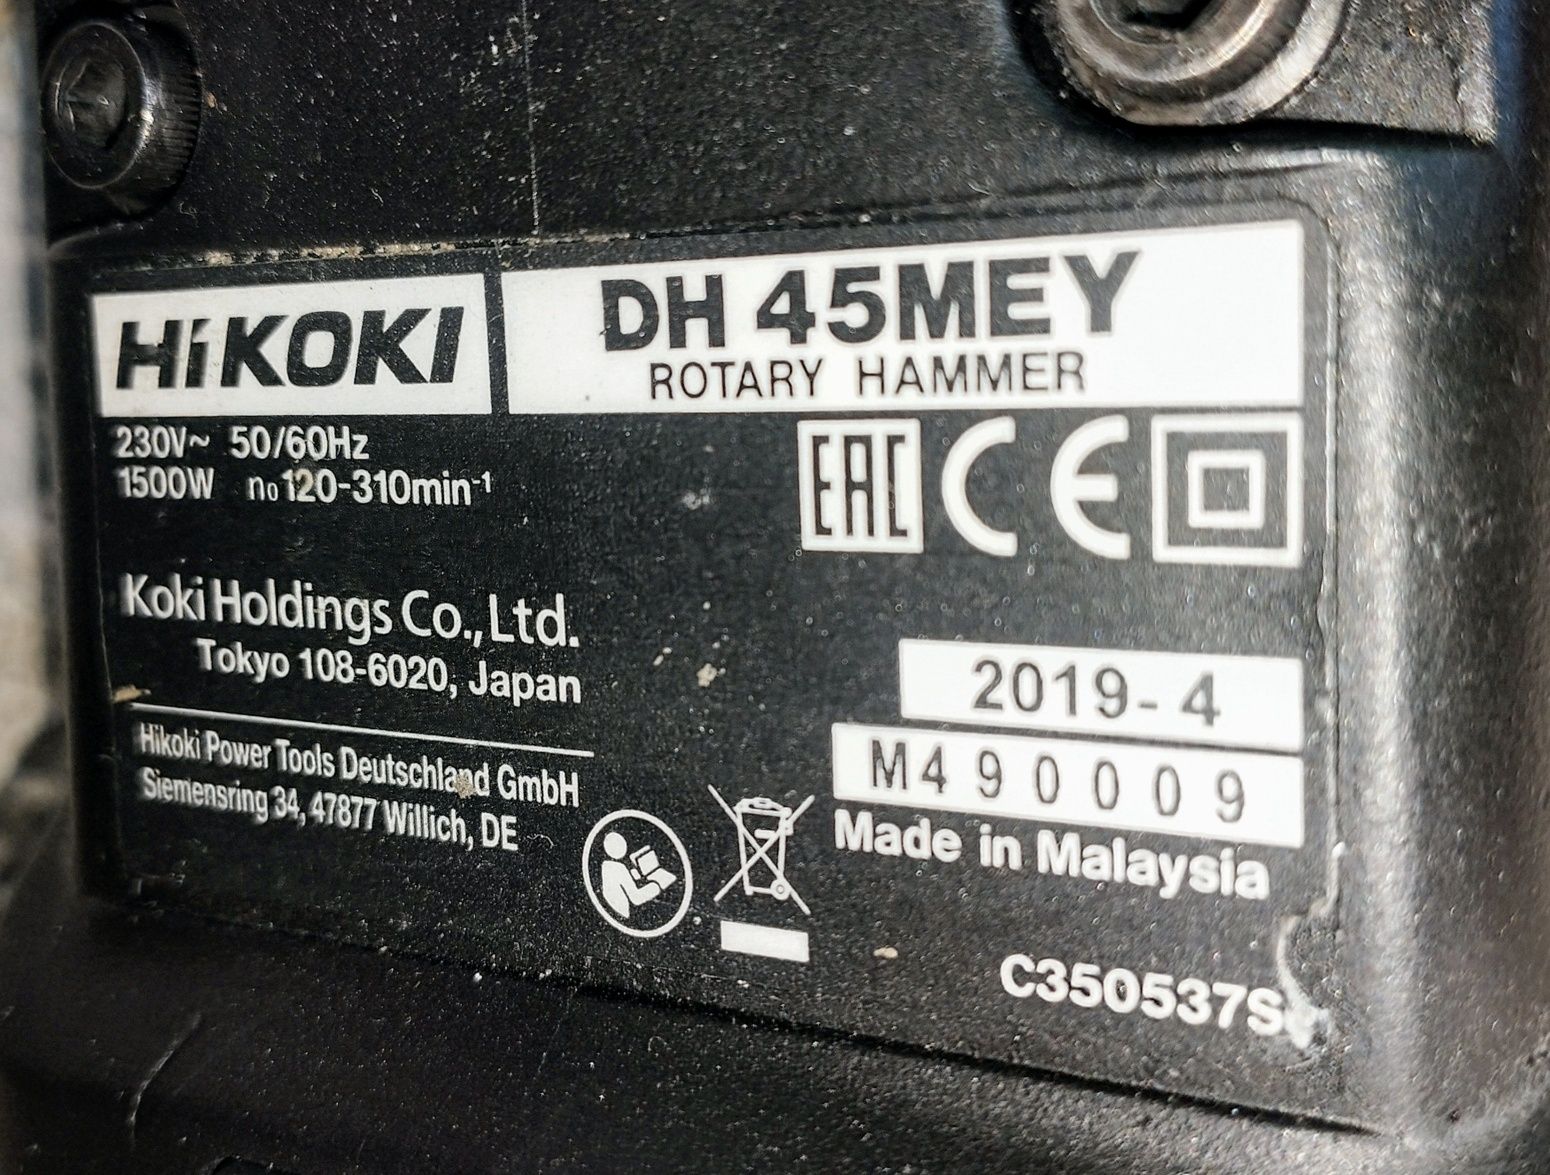 HiKOKI
DH 45MEY
ROTARY HAMMER
230V~ 50/60Hz
1500W n₀120-310min⁻¹
EAC CE
Koki Holdings Co., Ltd.
Tokyo 108-6020, Japan
Hikoki Power Tools Deutschland GmbH
Siemensring 34, 47877 Willich, DE
2019-4
M490009
Made in Malaysia
C350537S